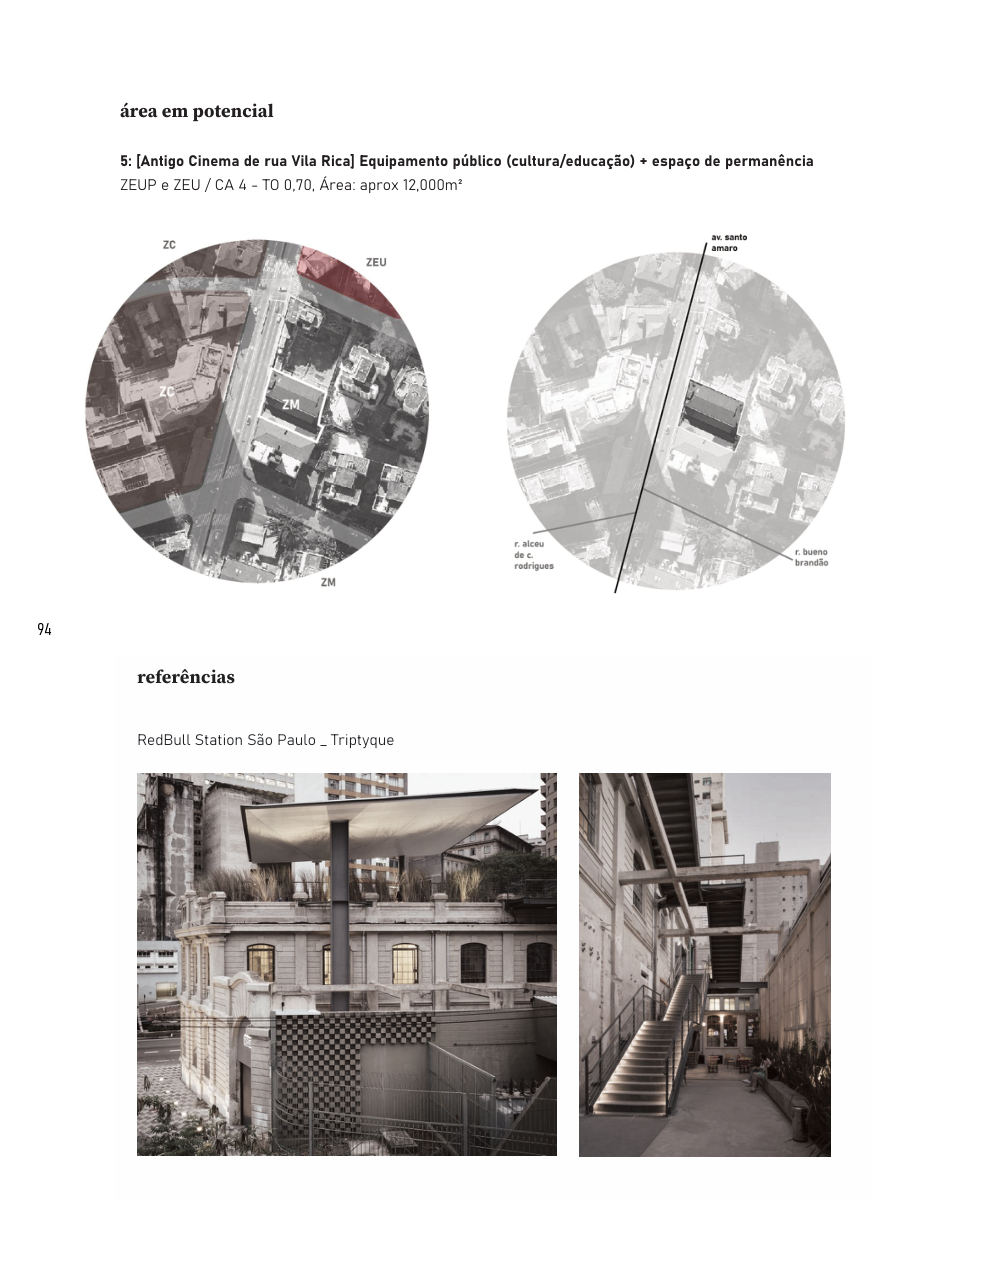 área em potencial
5: [Antigo Cinema de rua Vila Rica] Equipamento público (cultura/educação) + espaço de permanência
ZEUP e ZEU / CA 4 - TO 0,70, Área: aprox 12,000m²
ZC
ZEU
ZC
ZM
ZM
av. santo
amaro
r. alceu
de c.
rodrigues
r. bueno
brandão
94
referências
RedBull Station São Paulo _ Triptyque